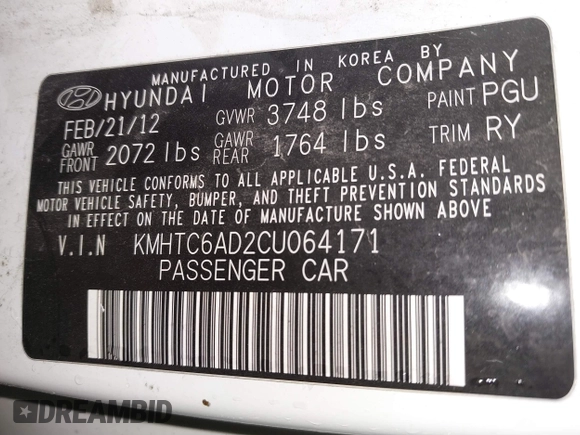 MANUFACTURED IN KOREA BY
HYUNDAI MOTOR COMPANY
FEB/21/12 GVWR 3748 lbs PAINT PGU
GAWR FRONT 2072 lbs GAWR REAR 1764 lbs TRIM RY
THIS VEHICLE CONFORMS TO ALL APPLICABLE U.S.A. FEDERAL
MOTOR VEHICLE SAFETY, BUMPER, AND THEFT PREVENTION STANDARDS
IN EFFECT ON THE DATE OF MANUFACTURE SHOWN ABOVE
V.I.N KMHTC6AD2CU064171
PASSENGER CAR
DREAMBID